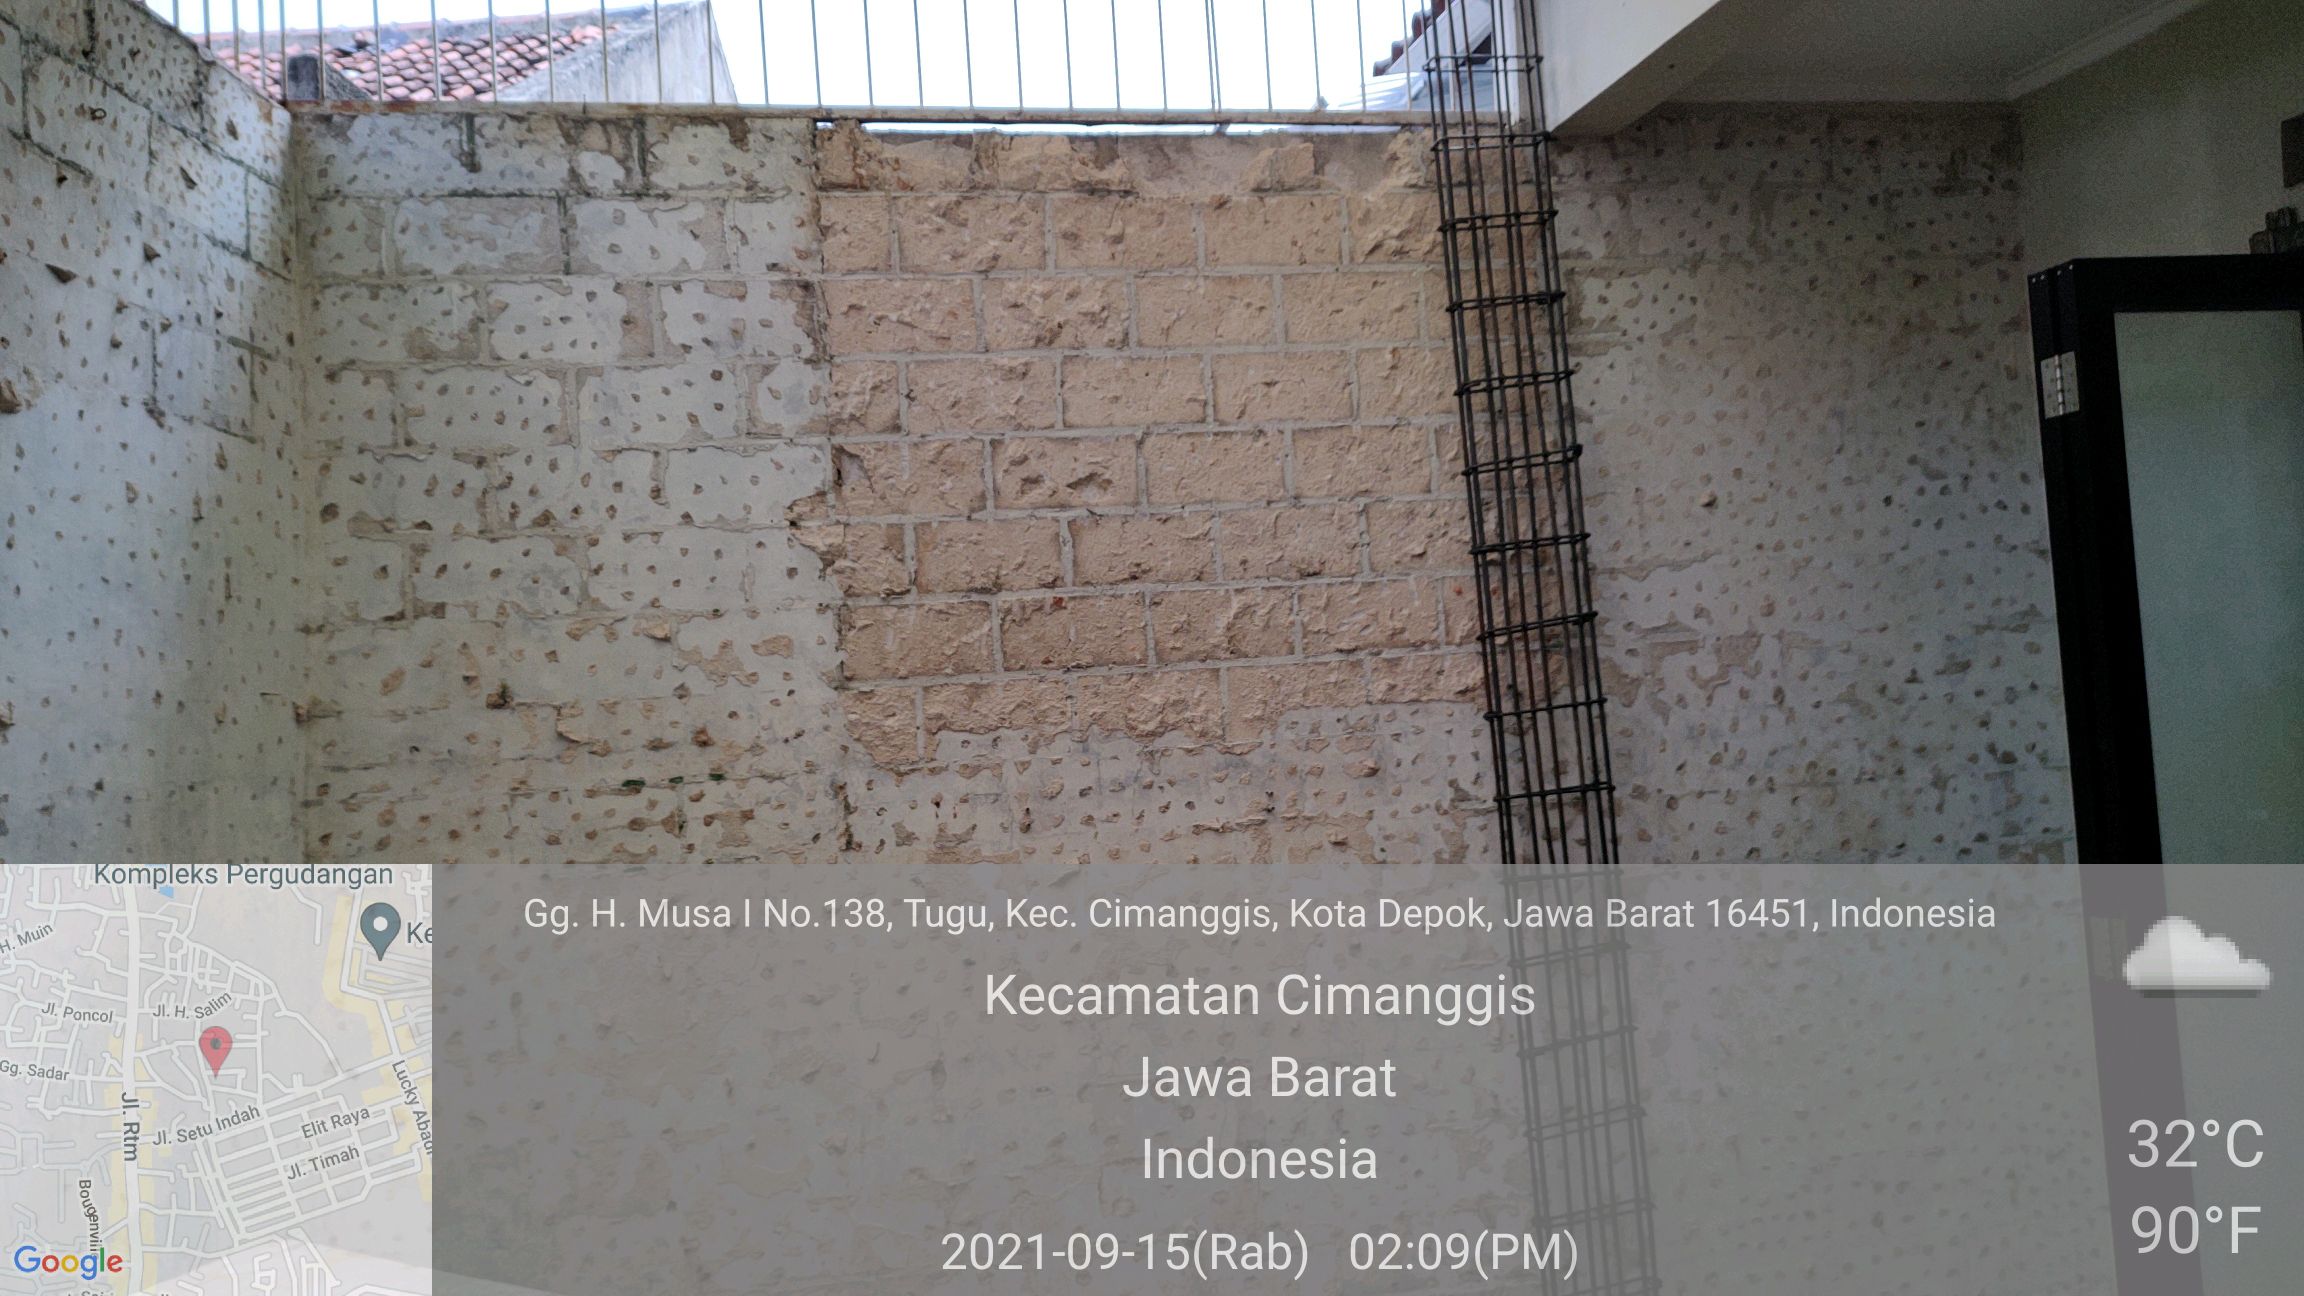 Kompleks Pergudangan
H. Muin
Ke
Jl. Poncol
Jl. H. Salim
Gg. Sadar
Jl. Rtm
Jl. Setu Indah
Elit Raya
Jl. Timah
Lucky Abadi
Bougenvil
Google
Gg. H. Musa I No.138, Tugu, Kec. Cimanggis, Kota Depok, Jawa Barat 16451, Indonesia
Kecamatan Cimanggis
Jawa Barat
Indonesia
2021-09-15(Rab) 02:09(PM)
32°C
90°F